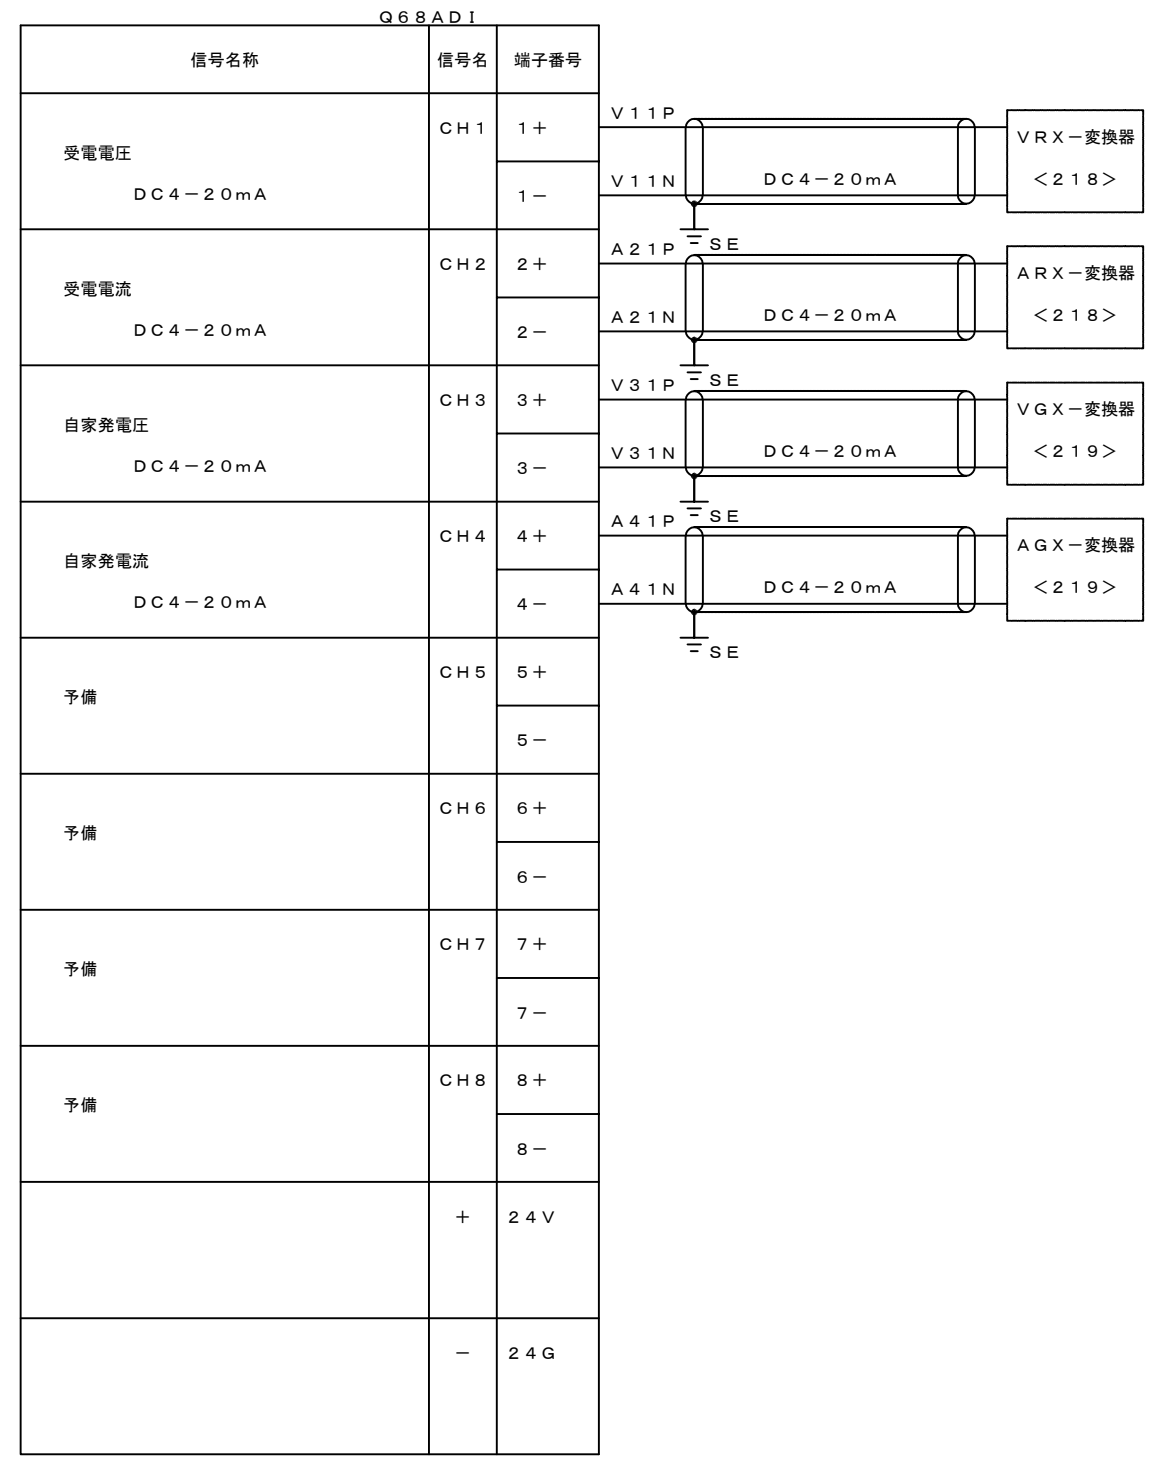 Q68ADI
信号名称 信号名 端子番号
受電電圧
DC4－20mA
CH1
1＋
1－
V11P
V11N
DC4－20mA
SE
VRX－変換器
＜218＞
受電電流
DC4－20mA
CH2
2＋
2－
A21P
A21N
DC4－20mA
SE
ARX－変換器
＜218＞
自家発電圧
DC4－20mA
CH3
3＋
3－
V31P
V31N
DC4－20mA
SE
VGX－変換器
＜219＞
自家発電流
DC4－20mA
CH4
4＋
4－
A41P
A41N
DC4－20mA
SE
AGX－変換器
＜219＞
予備
CH5
5＋
5－
予備
CH6
6＋
6－
予備
CH7
7＋
7－
予備
CH8
8＋
8－
＋ 24V
－ 24G